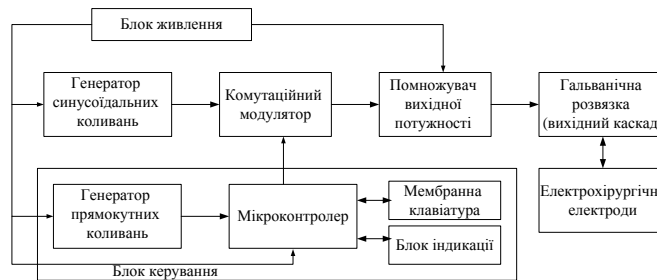 Блок живлення
Генератор
синусоїдальних
коливань
Комутаційний
модулятор
Помножувач
вихідної
потужності
Гальванічна
розвязка
(вихідний каскад
Генератор
прямокутних
коливань
Мікроконтролер
Мембранна
клавіатура
Блок індикації
Електрохірургічн
електроди
Блок керування